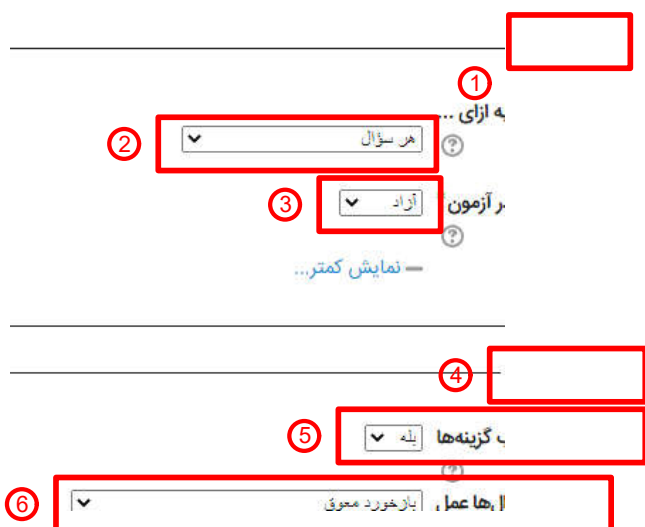 1
به ازای ...
2 هر سؤال
ر آزمون
3 آزاد
نمایش کمتر...
4
ب گزینه‌ها
5 بله
ال‌ها عمل
6 بازخورد معوق